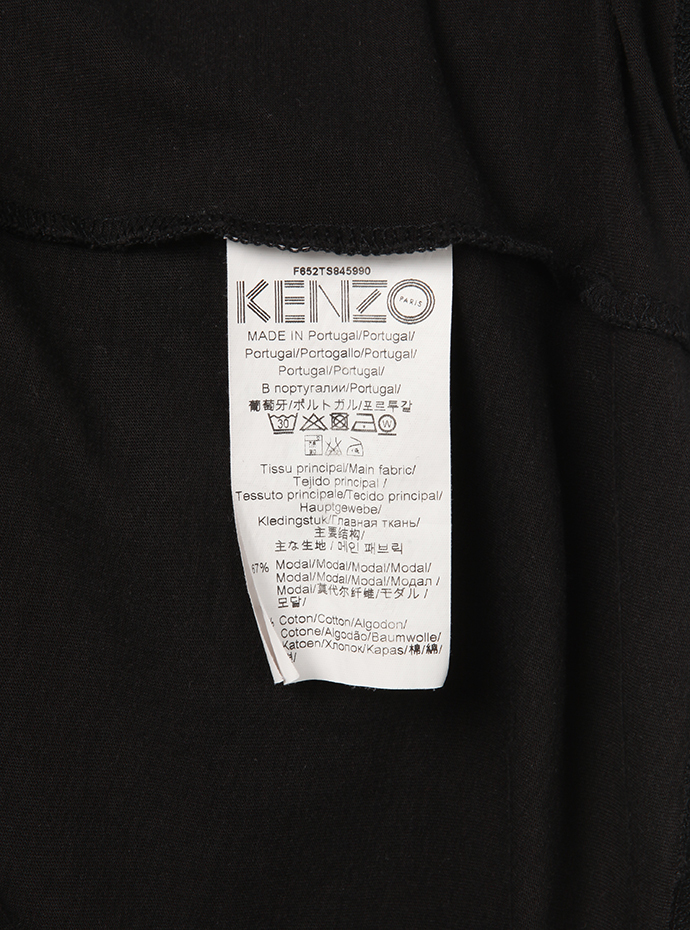 F652TS845990
KENZO PARIS
MADE IN Portugal/Portugal/
Portugal/Portogallo/Portugal/
Portugal/Portugal/
В португалии/Portugal/
葡萄牙/ポルトガル/포르투갈
30 W
Tissu principal/Main fabric/
Tejido principal /
Tessuto principale/Tecido principal/
Hauptgewebe/
Kledingstuk/Главная ткань/
主要结构/
主な生地 / 메인 패브릭
67% Modal/Modal/Modal/Modal/
Modal/Modal/Modal/Модал /
Modal/莫代尔纤维/モダル /
모달/
% Coton/Cotton/Algodon/
Cotone/Algodão/Baumwolle/
Katoen/Хлопок/Kapas/棉/綿/